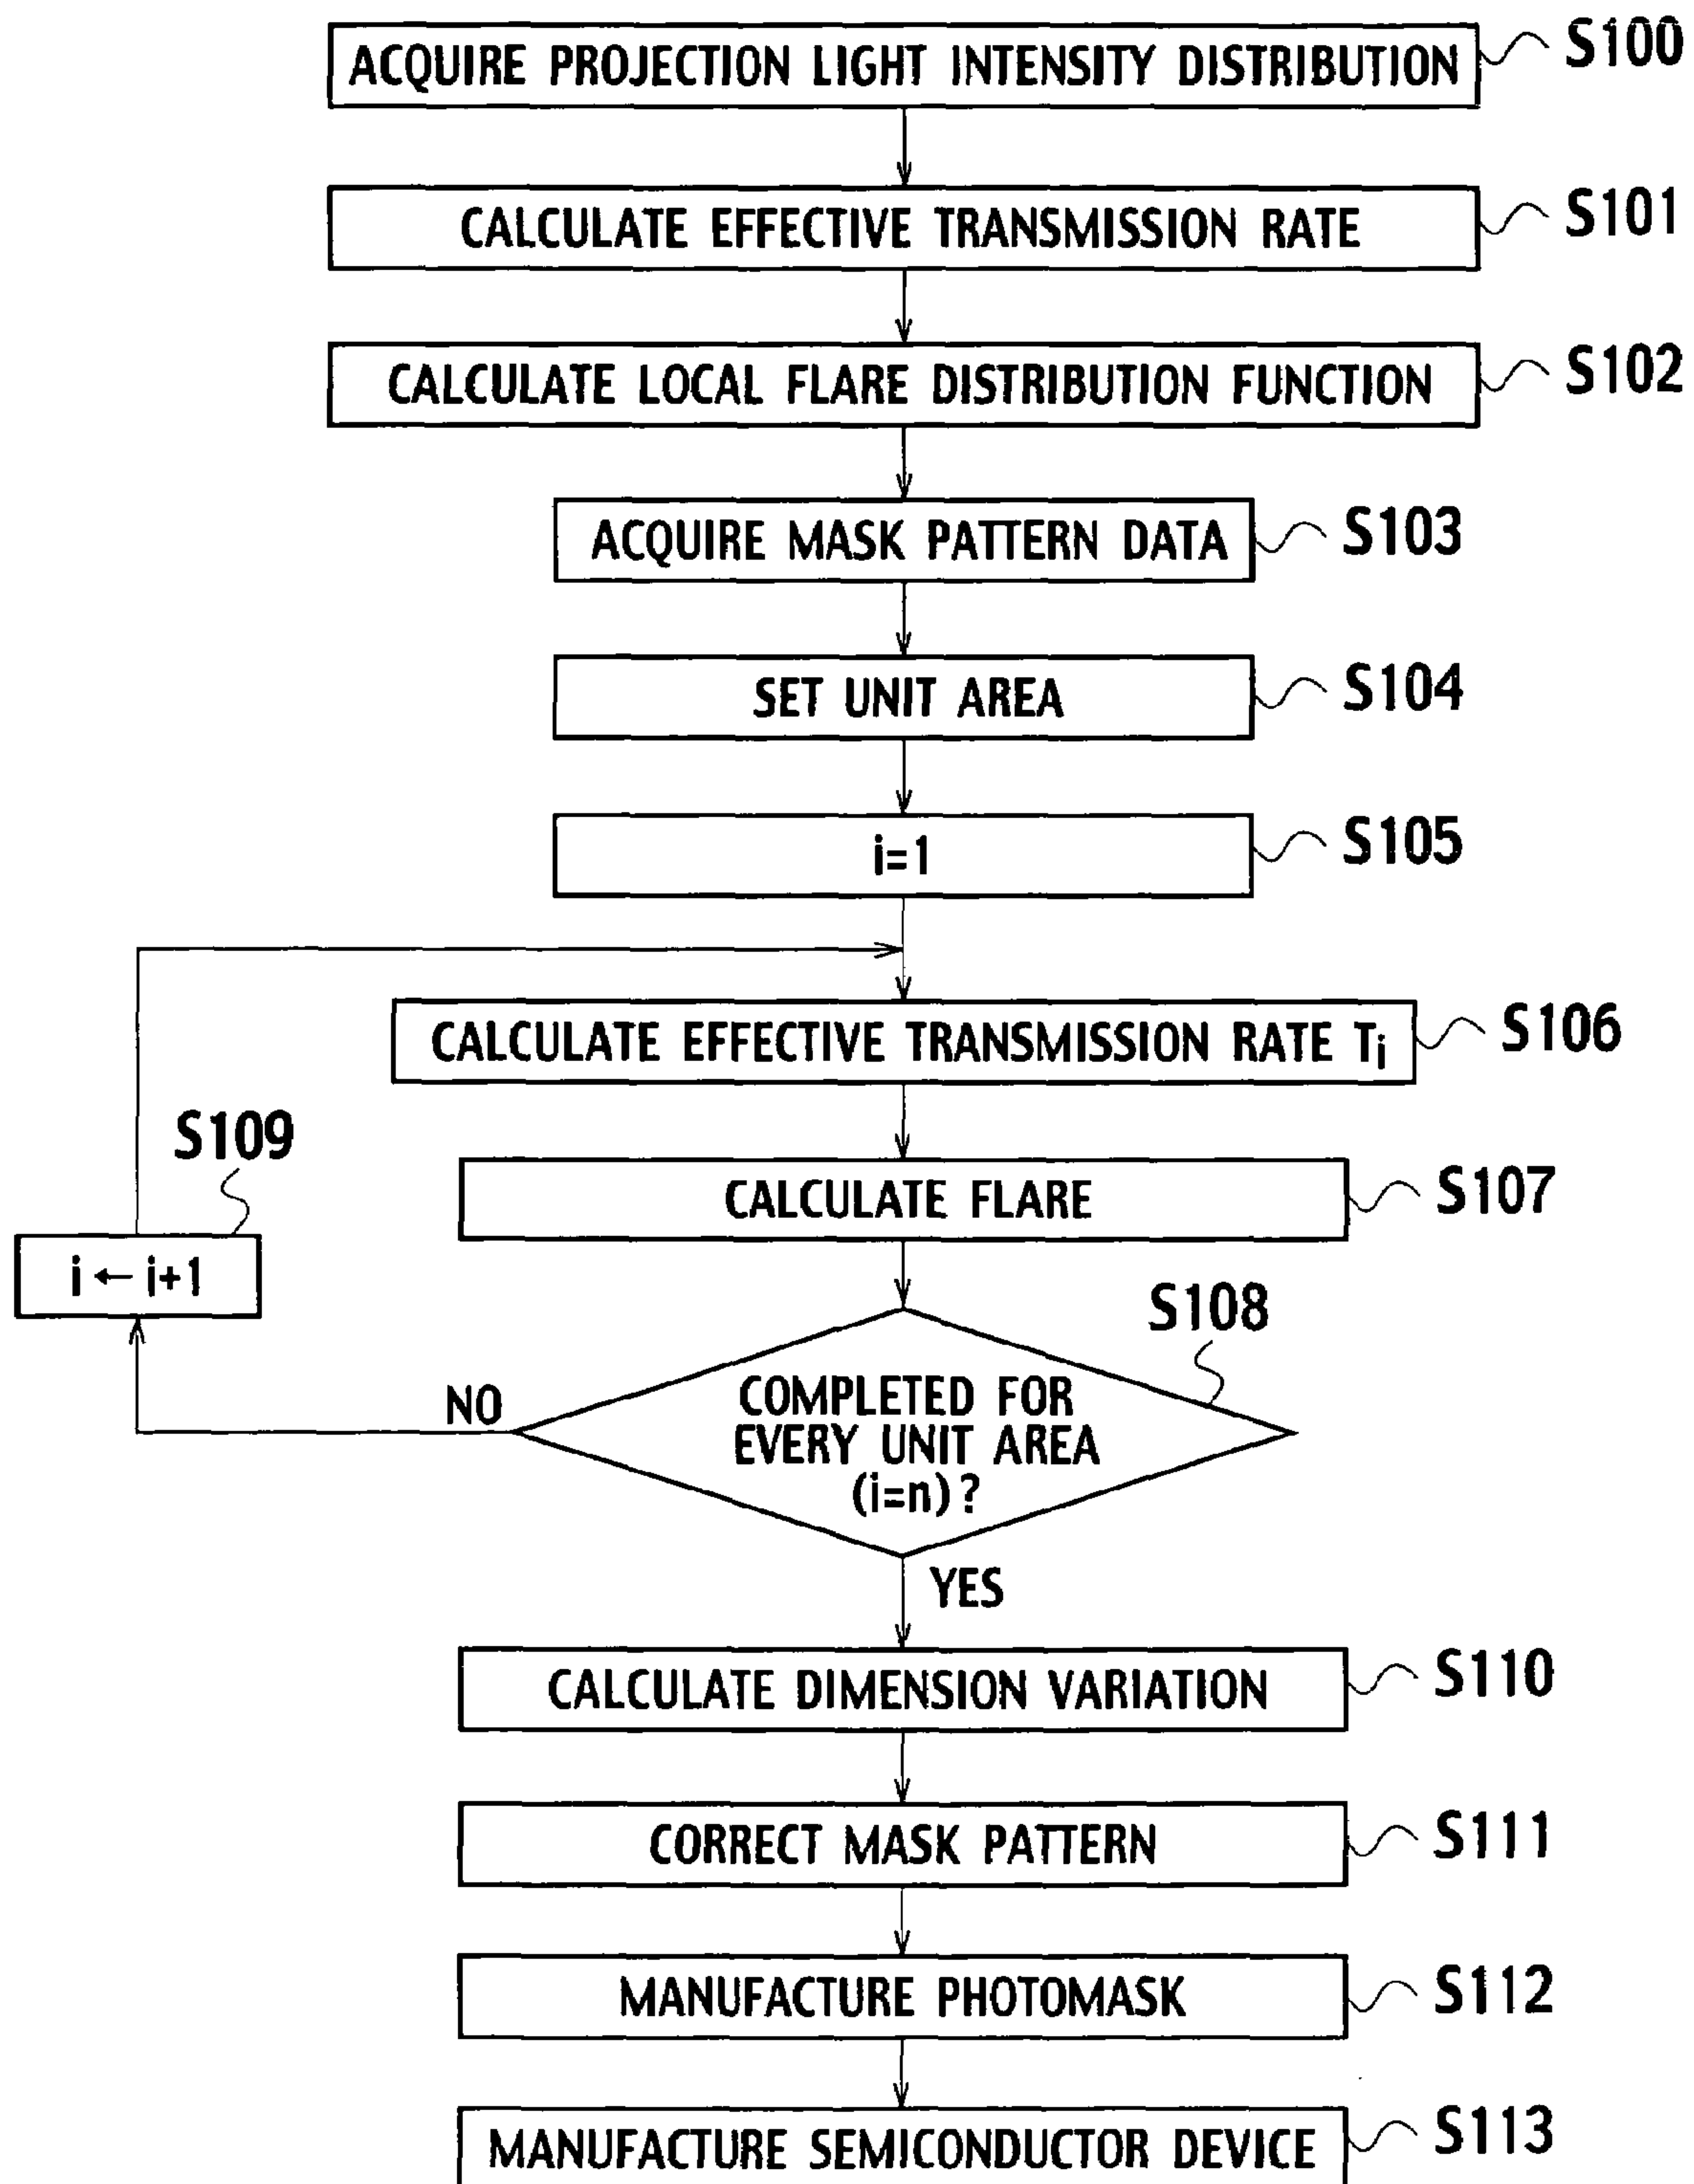 ACQUIRE PROJECTION LIGHT INTENSITY DISTRIBUTION
S100
CALCULATE EFFECTIVE TRANSMISSION RATE
S101
CALCULATE LOCAL FLARE DISTRIBUTION FUNCTION
S102
ACQUIRE MASK PATTERN DATA
S103
SET UNIT AREA
S104
i=1
S105
CALCULATE EFFECTIVE TRANSMISSION RATE Ti
S106
CALCULATE FLARE
S107
S109
i ← i+1
S108
COMPLETED FOR
EVERY UNIT AREA
(i=n)?
NO
YES
CALCULATE DIMENSION VARIATION
S110
CORRECT MASK PATTERN
S111
MANUFACTURE PHOTOMASK
S112
MANUFACTURE SEMICONDUCTOR DEVICE
S113